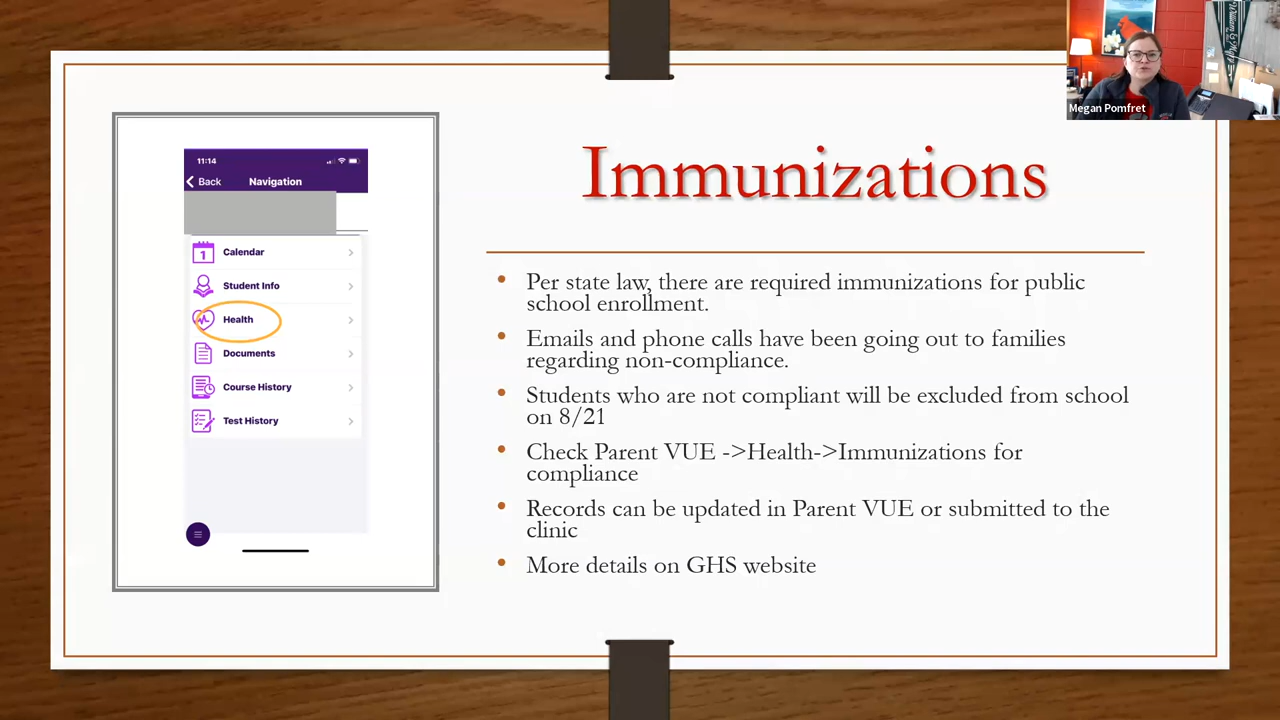 Megan Pomfret
11:14
Back
Navigation
1
Calendar
Student Info
Health
Documents
Course History
Test History
Immunizations
• Per state law, there are required immunizations for public
school enrollment.
• Emails and phone calls have been going out to families
regarding non-compliance.
• Students who are not compliant will be excluded from school
on 8/21
• Check Parent VUE ->Health->Immunizations for
compliance
• Records can be updated in Parent VUE or submitted to the
clinic
• More details on GHS website
William & Mary